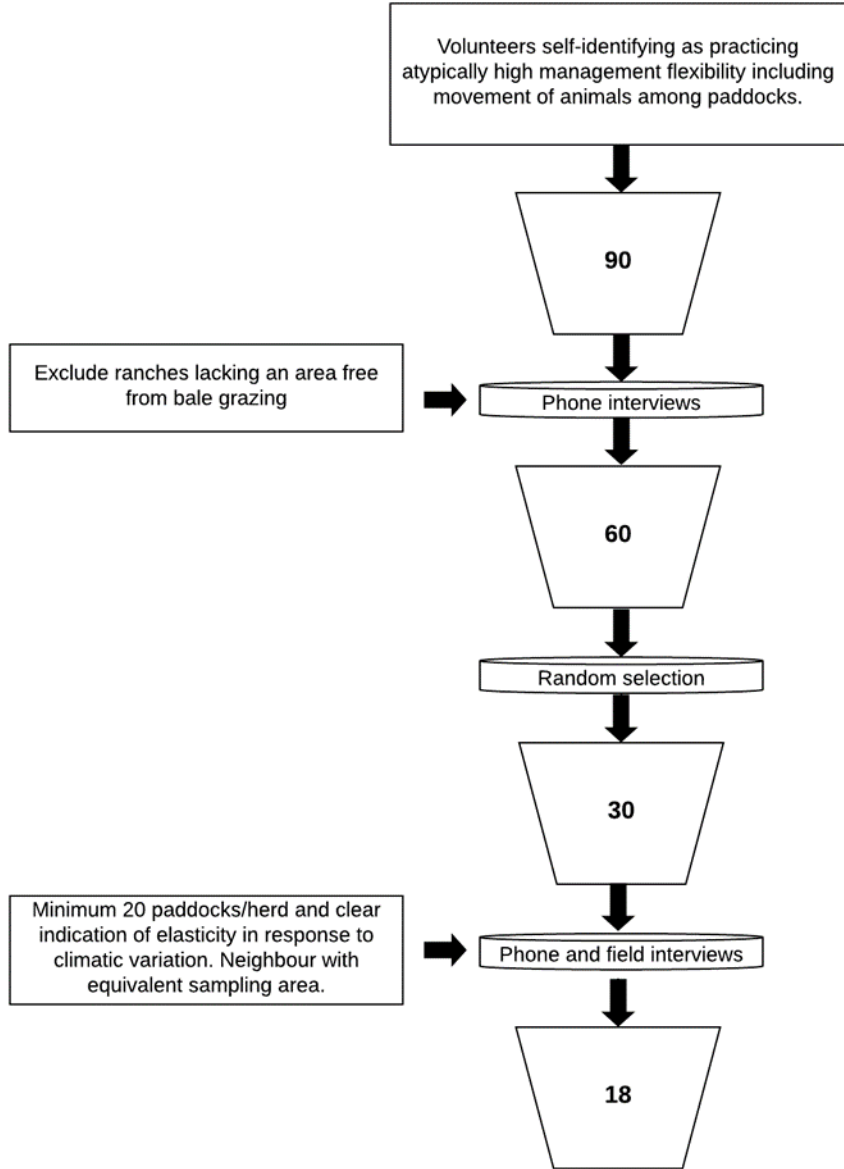 Volunteers self-identifying as practicing
atypically high management flexibility including
movement of animals among paddocks.
90
Exclude ranches lacking an area free
from bale grazing
Phone interviews
60
Random selection
30
Minimum 20 paddocks/herd and clear
indication of elasticity in response to
climatic variation. Neighbour with
equivalent sampling area.
Phone and field interviews
18